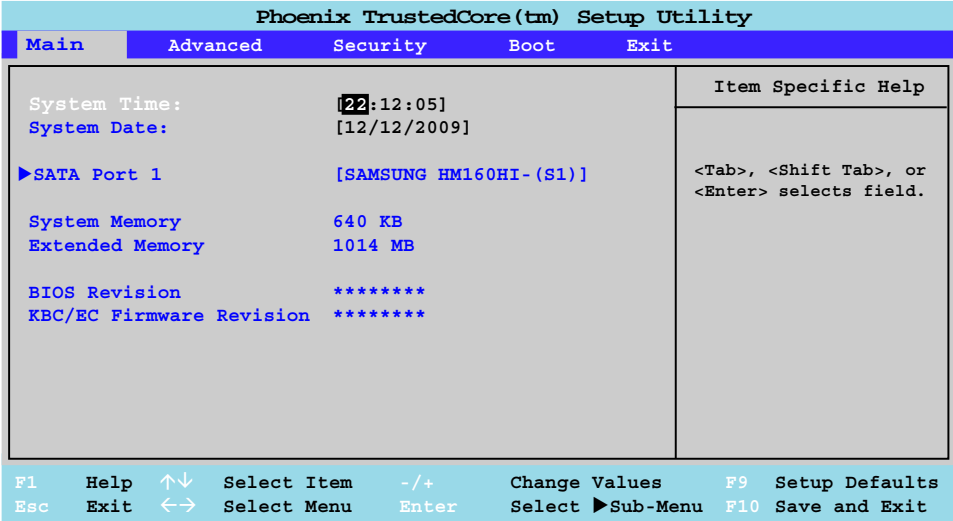 Phoenix TrustedCore(tm) Setup Utility
Main Advanced Security Boot Exit
System Time: [22:12:05]
System Date: [12/12/2009]
▶SATA Port 1 [SAMSUNG HM160HI-(S1)]
System Memory 640 KB
Extended Memory 1014 MB
BIOS Revision ********
KBC/EC Firmware Revision ********
Item Specific Help
<Tab>, <Shift Tab>, or
<Enter> selects field.
F1 Help ↑↓ Select Item -/+ Change Values F9 Setup Defaults
Esc Exit ←→ Select Menu Enter Select ▶Sub-Menu F10 Save and Exit